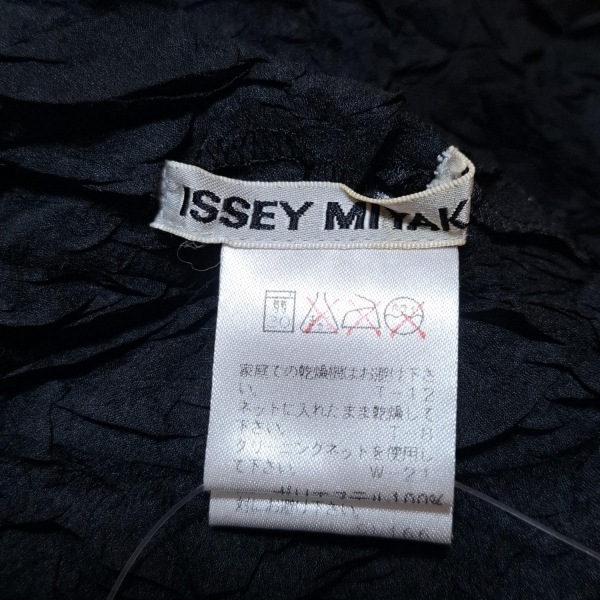 ISSEY MIYAK
家庭での乾燥機はお避け下さ
い。 T-12
ネットに入れたまま乾燥して
下さい。 T-8
クリーニングネットを使用し
て下さい。 W-21